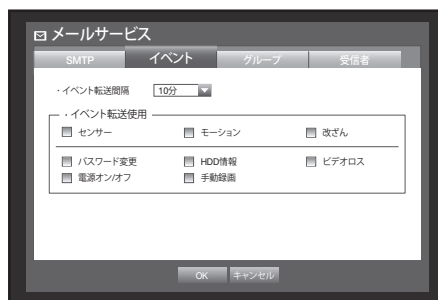 メールサービス
SMTP イベント グループ 受信者
・イベント転送間隔 10分
・イベント転送使用
センサー モーション 改ざん
パスワード変更 HDD情報 ビデオロス
電源オン/オフ 手動録画
OK キャンセル